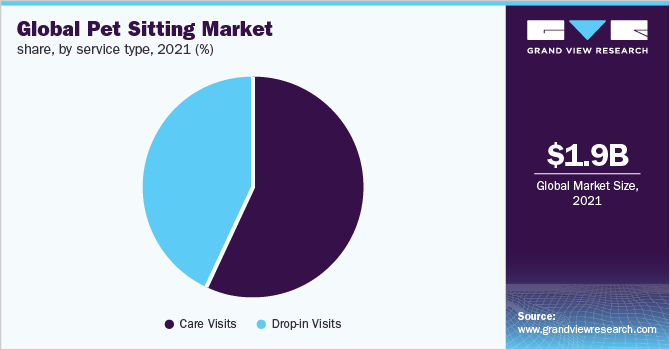 Global Pet Sitting Market
share, by service type, 2021 (%)
GRAND VIEW RESEARCH
$1.9B
Global Market Size,
2021
Care Visits
Drop-in Visits
Source:
www.grandviewresearch.com